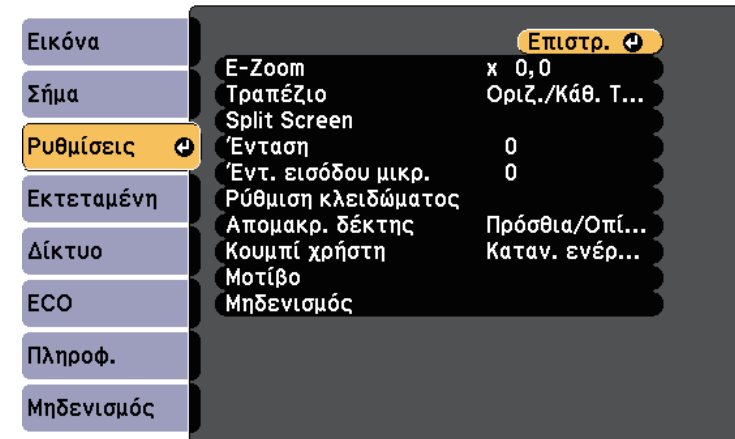 Εικόνα
Σήμα
Ρυθμίσεις
Εκτεταμένη
Δίκτυο
ECO
Πληροφ.
Μηδενισμός
Επιστρ.
E-Zoom x 0,0
Τραπέζιο Οριζ./Κάθ. Τ...
Split Screen
Ένταση 0
Έντ. εισόδου μικρ. 0
Ρύθμιση κλειδώματος
Απομακρ. δέκτης Πρόσθια/Οπί...
Κουμπί χρήστη Καταν. ενέρ...
Μοτίβο
Μηδενισμός